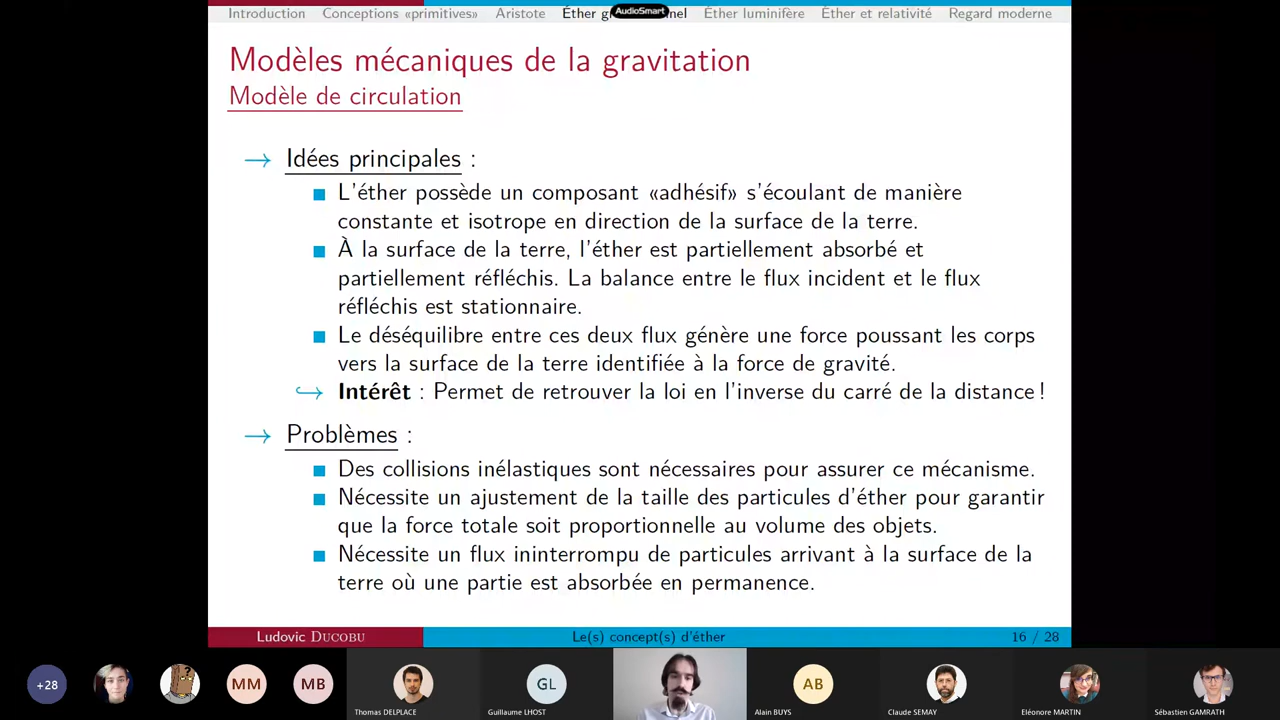 Introduction Conceptions «primitives» Aristote Éther g nel Éther luminifère Éther et relativité Regard moderne
AudioSmart
Modèles mécaniques de la gravitation
Modèle de circulation
→ Idées principales :
L'éther possède un composant «adhésif» s'écoulant de manière
constante et isotrope en direction de la surface de la terre.
À la surface de la terre, l'éther est partiellement absorbé et
partiellement réfléchis. La balance entre le flux incident et le flux
réfléchis est stationnaire.
Le déséquilibre entre ces deux flux génère une force poussant les corps
vers la surface de la terre identifiée à la force de gravité.
↪ Intérêt : Permet de retrouver la loi en l'inverse du carré de la distance !
→ Problèmes :
Des collisions inélastiques sont nécessaires pour assurer ce mécanisme.
Nécessite un ajustement de la taille des particules d'éther pour garantir
que la force totale soit proportionnelle au volume des objets.
Nécessite un flux ininterrompu de particules arrivant à la surface de la
terre où une partie est absorbée en permanence.
Ludovic Ducobu Le(s) concept(s) d'éther 16 / 28
+28 ? MM MB GL AB
Thomas DELPLACE Guillaume LHOST Alain BUYS Claude SEMAY Eléonore MARTIN Sébastien GAMRATH